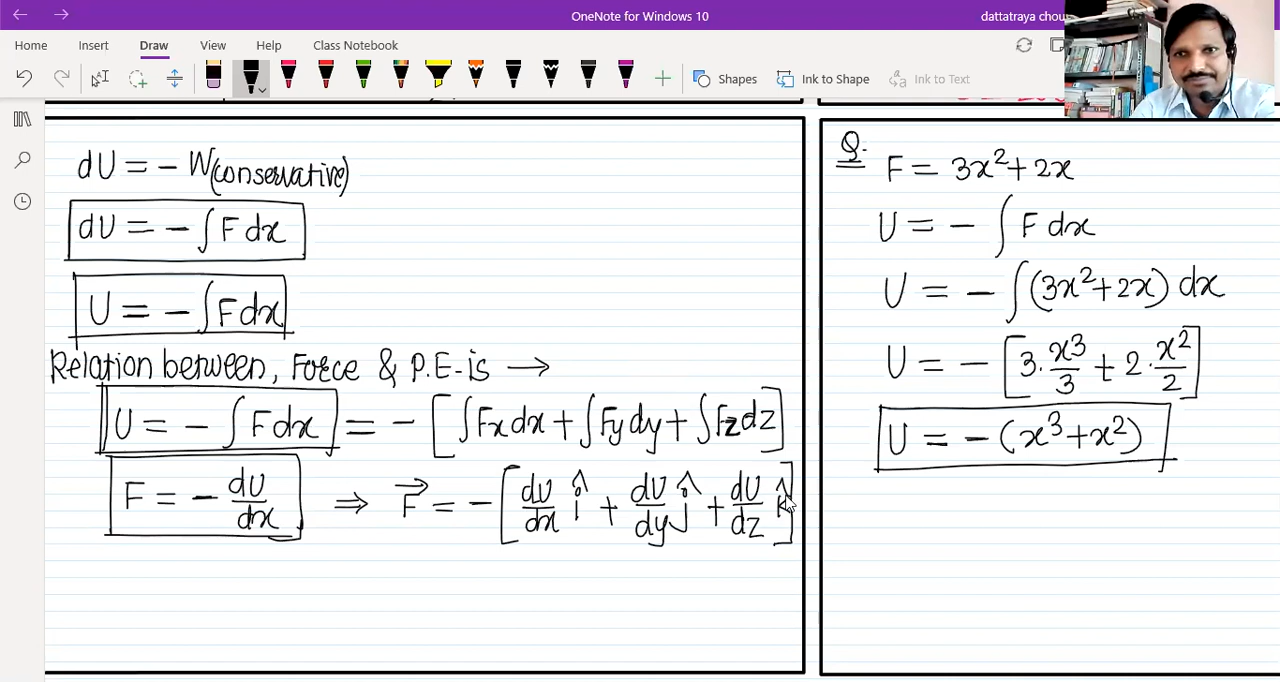 OneNote for Windows 10
dattatraya chou
Home Insert Draw View Help Class Notebook
Shapes Ink to Shape Ink to Text
dU = - W(conservative)
dU = - ∫ F dx
U = - ∫ F dx
Relation between, Force & P.E-is →
U = - ∫ F dx = - [∫Fx dx + ∫Fy dy + ∫Fz dz]
F = - dU/dx ⇒ F⃗ = - [dU/dx î + dU/dy ĵ + dU/dz k̂]
Q.
F = 3x² + 2x
U = - ∫ F dx
U = - ∫ (3x² + 2x) dx
U = - [3·x³/3 + 2·x²/2]
U = - (x³ + x²)